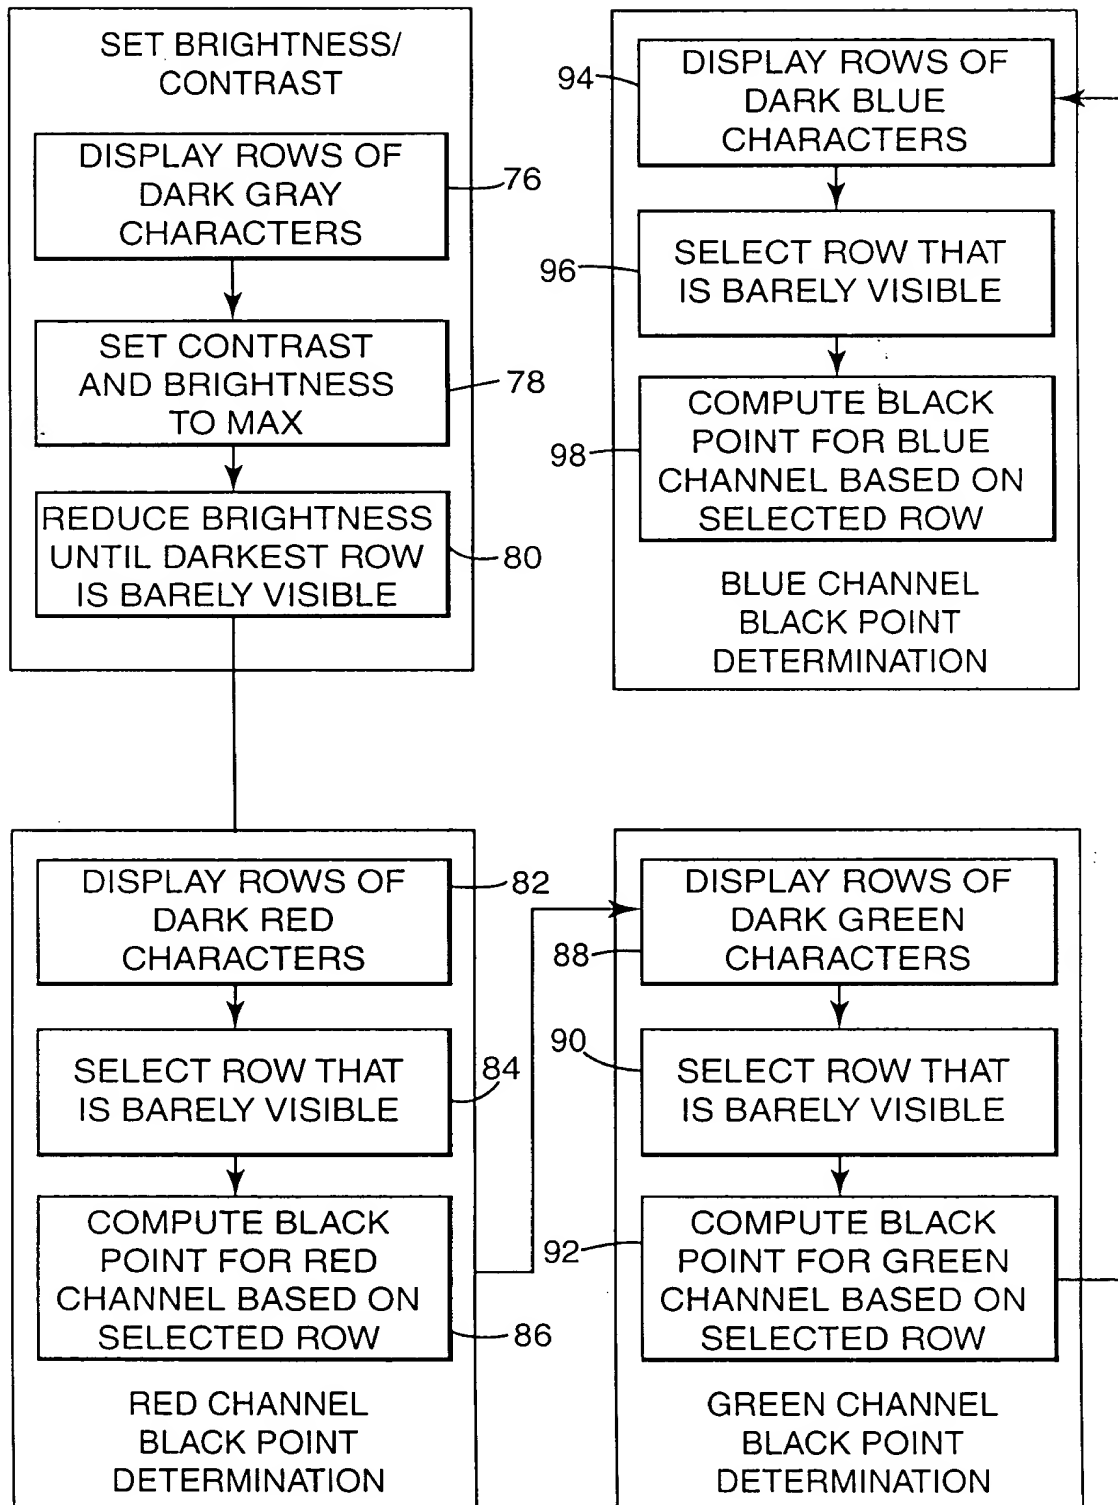 SET BRIGHTNESS/
CONTRAST
DISPLAY ROWS OF
DARK GRAY
CHARACTERS
76
SET CONTRAST
AND BRIGHTNESS
TO MAX
78
REDUCE BRIGHTNESS
UNTIL DARKEST ROW
IS BARELY VISIBLE
80
DISPLAY ROWS OF
DARK RED
CHARACTERS
82
SELECT ROW THAT
IS BARELY VISIBLE
84
COMPUTE BLACK
POINT FOR RED
CHANNEL BASED ON
SELECTED ROW
86
RED CHANNEL
BLACK POINT
DETERMINATION
DISPLAY ROWS OF
DARK GREEN
CHARACTERS
88
SELECT ROW THAT
IS BARELY VISIBLE
90
COMPUTE BLACK
POINT FOR GREEN
CHANNEL BASED ON
SELECTED ROW
92
GREEN CHANNEL
BLACK POINT
DETERMINATION
DISPLAY ROWS OF
DARK BLUE
CHARACTERS
94
SELECT ROW THAT
IS BARELY VISIBLE
96
COMPUTE BLACK
POINT FOR BLUE
CHANNEL BASED ON
SELECTED ROW
98
BLUE CHANNEL
BLACK POINT
DETERMINATION